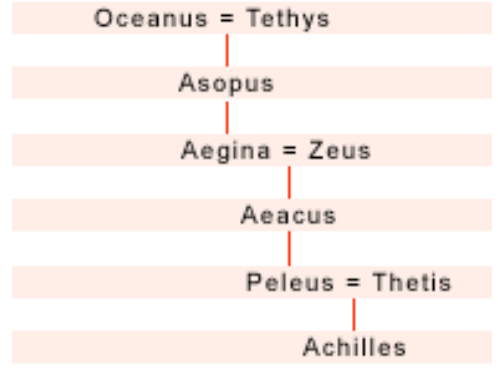 Oceanus = Tethys
Asopus
Aegina = Zeus
Aeacus
Peleus = Thetis
Achilles